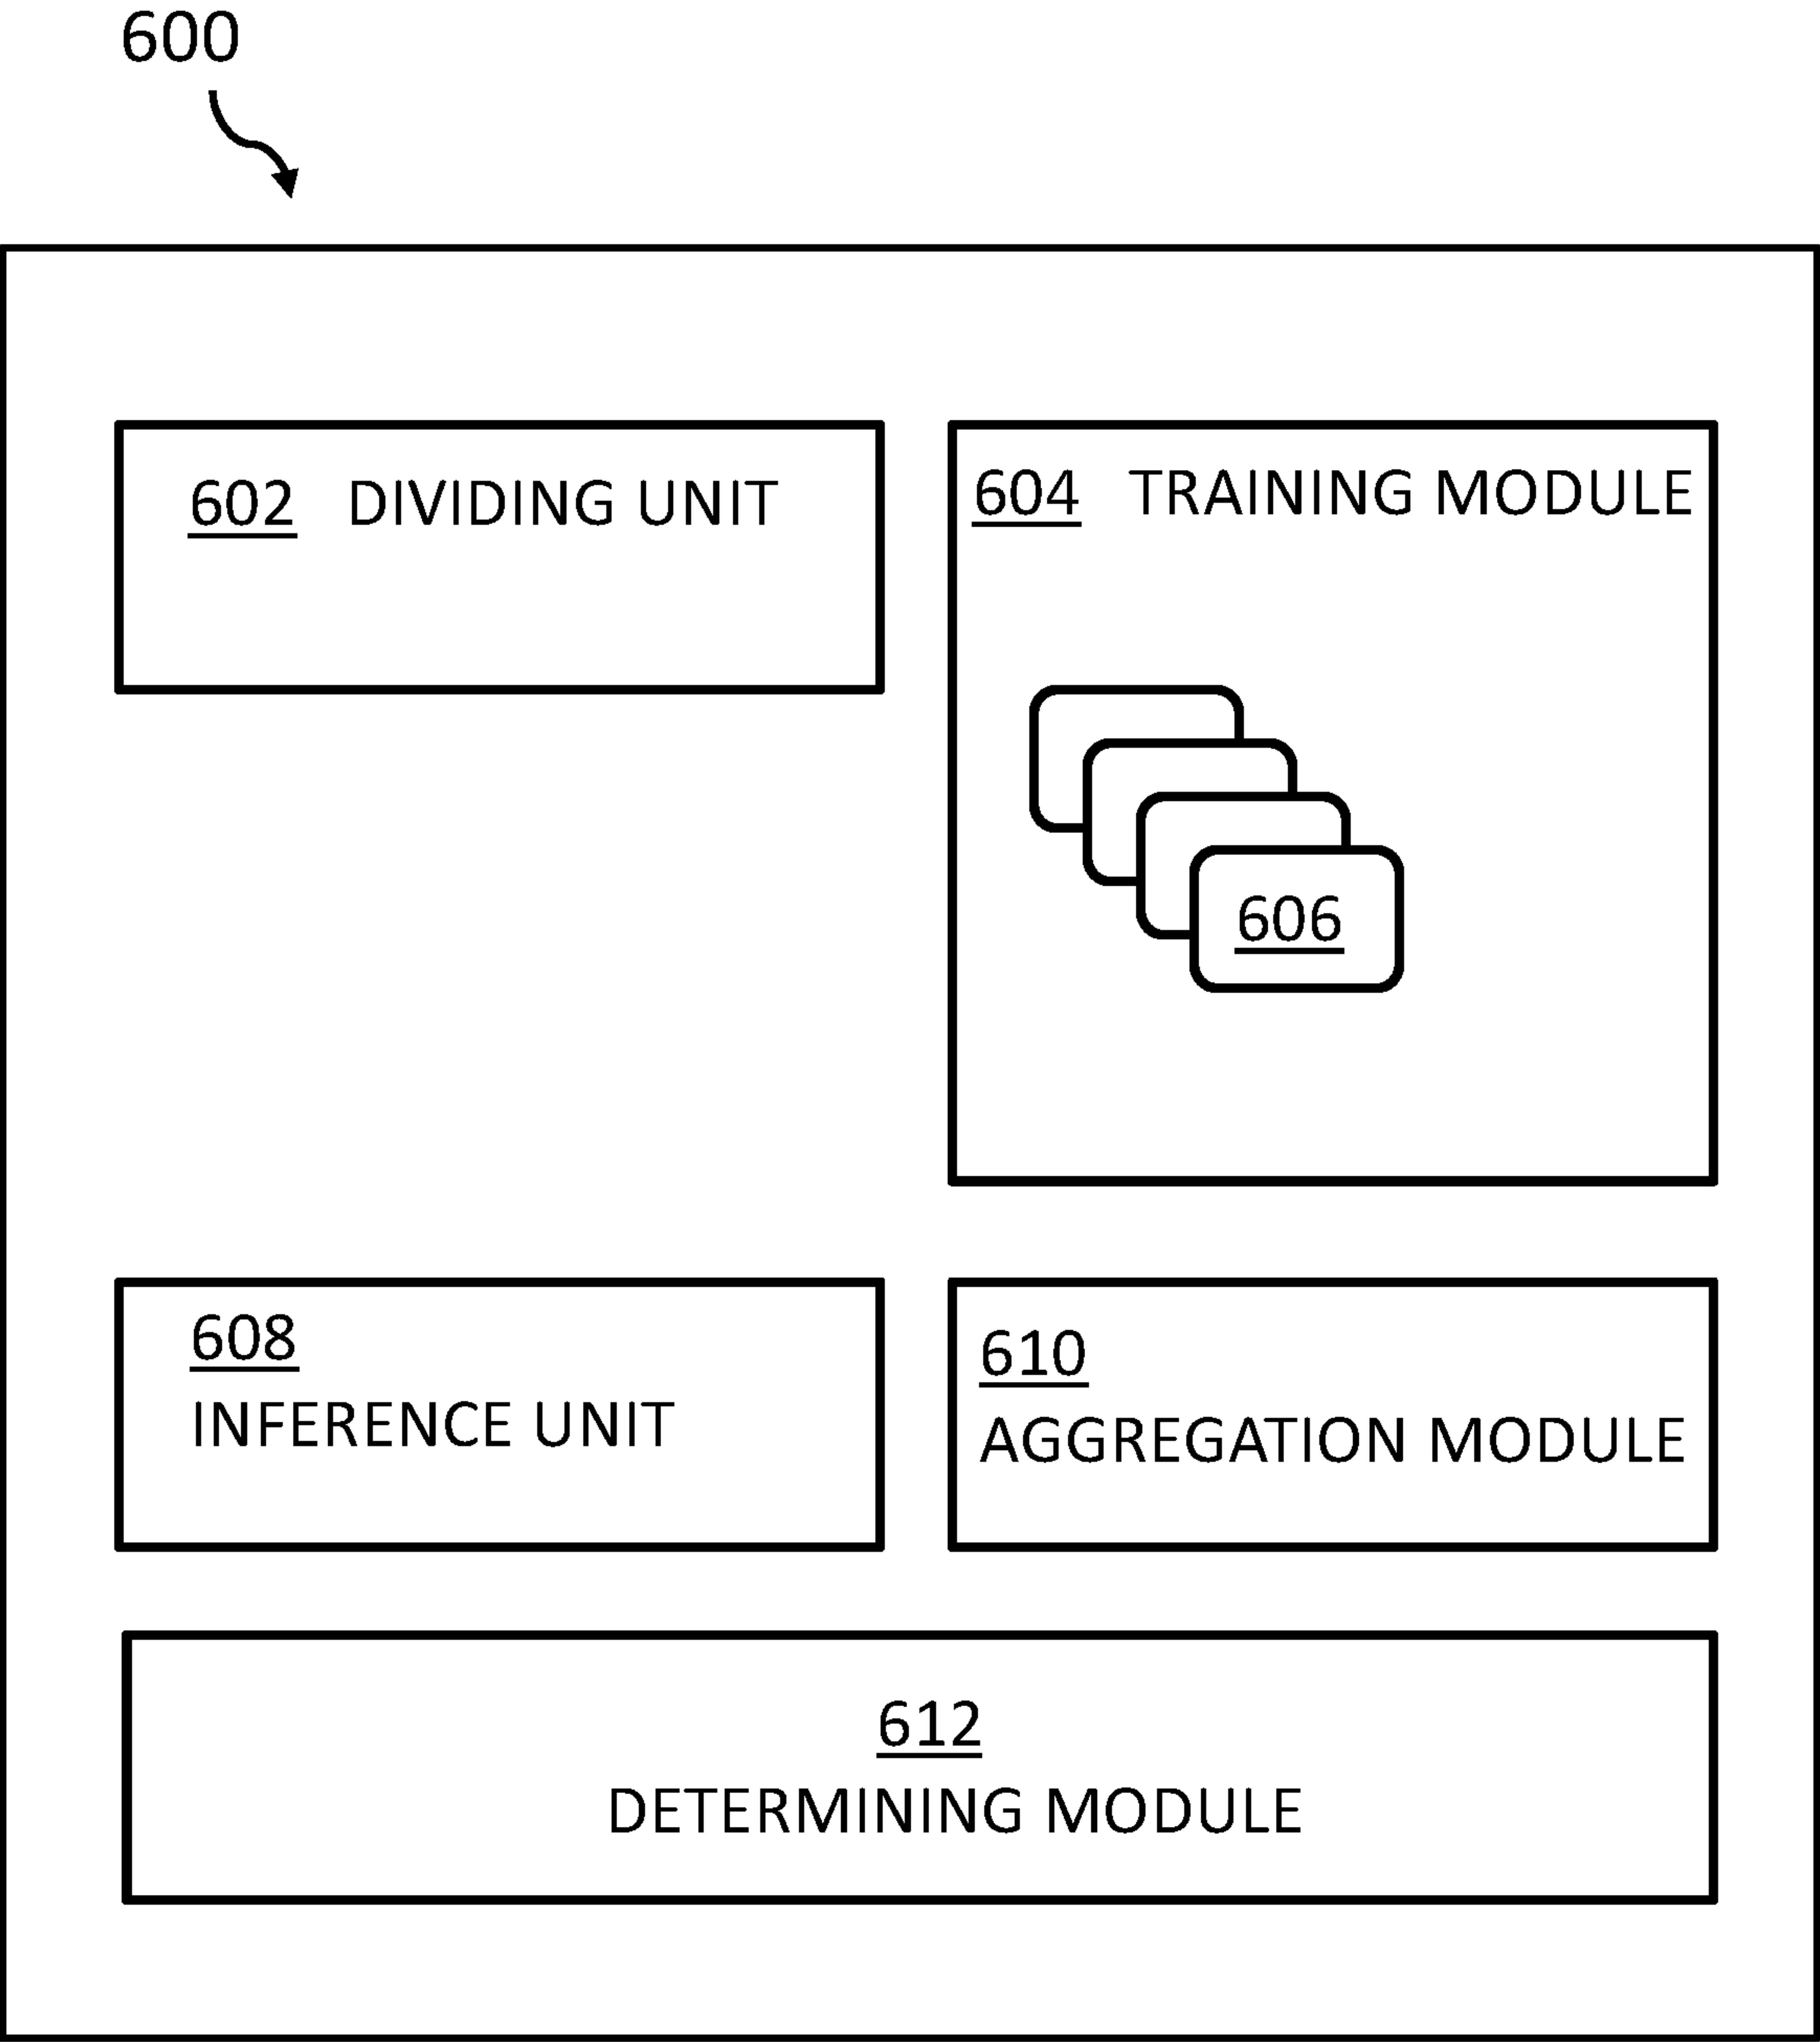 600
602 DIVIDING UNIT
604 TRAINING MODULE
606
608
INFERENCE UNIT
610
AGGREGATION MODULE
612
DETERMINING MODULE